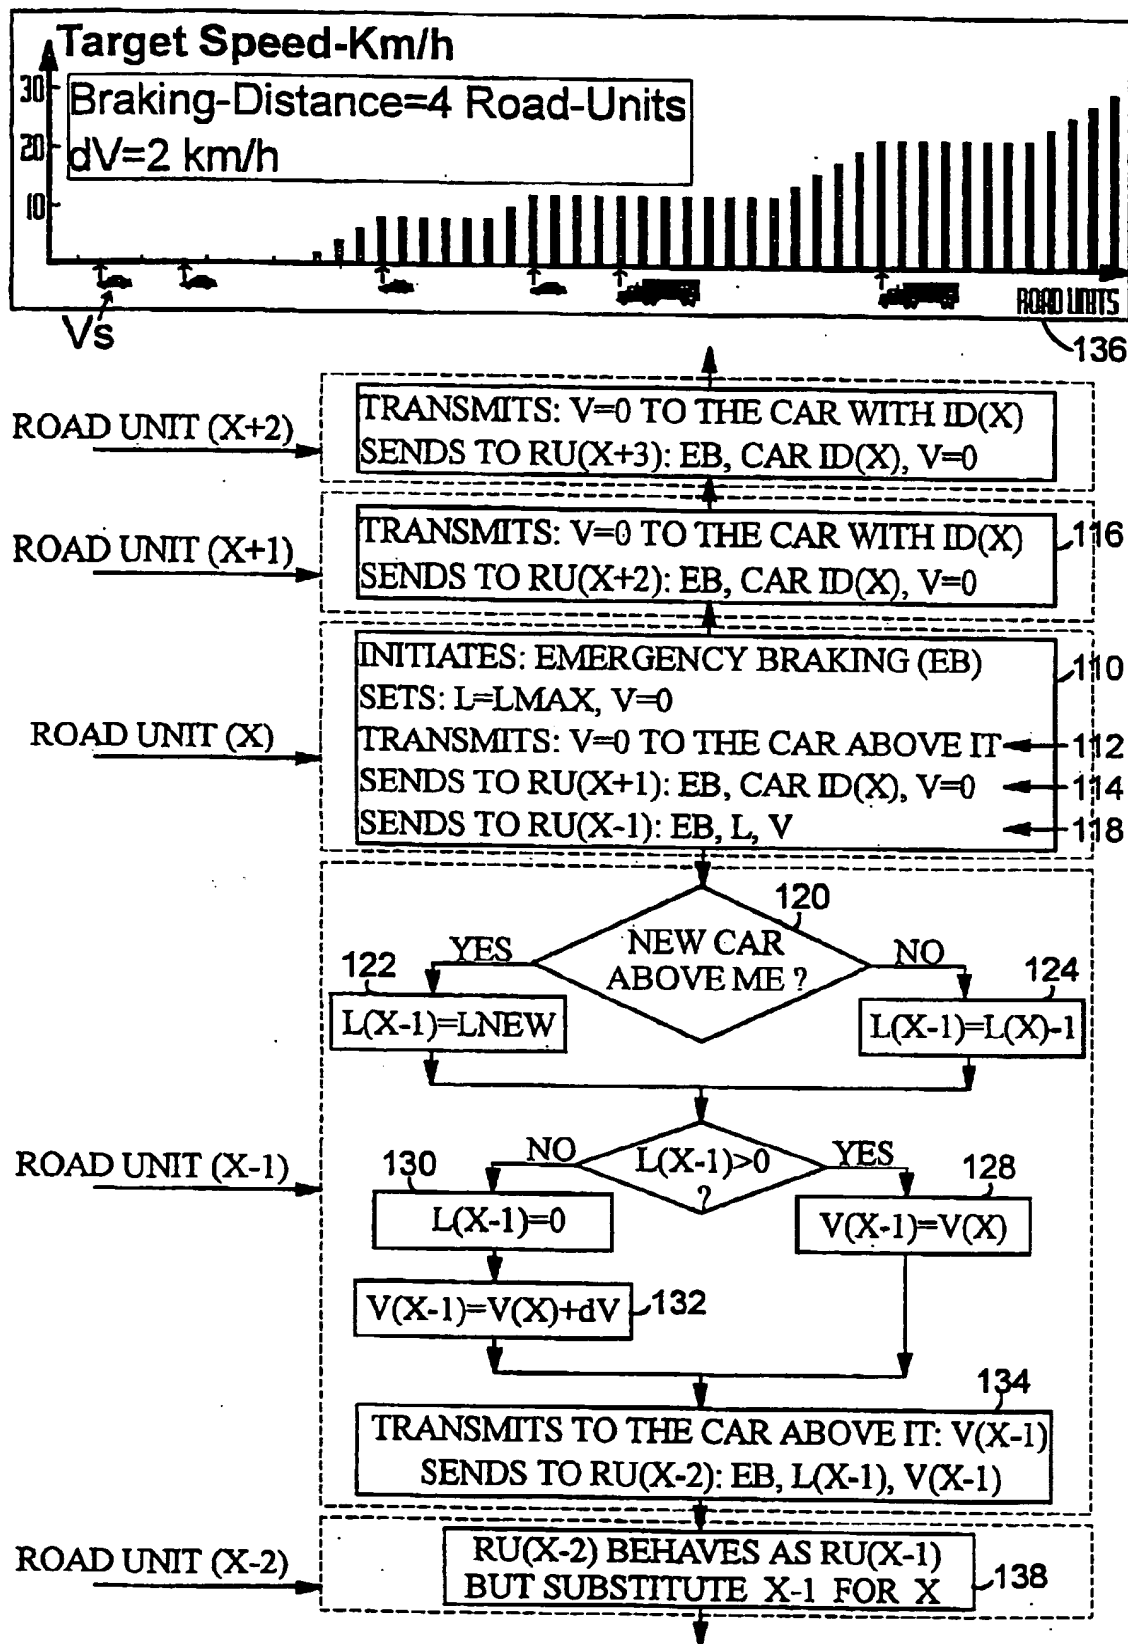 Target Speed-Km/h
30
20
10
Braking-Distance=4 Road-Units
dV=2 km/h
Vs
ROAD UNITS
136
ROAD UNIT (X+2)
TRANSMITS: V=0 TO THE CAR WITH ID(X)
SENDS TO RU(X+3): EB, CAR ID(X), V=0
ROAD UNIT (X+1)
TRANSMITS: V=0 TO THE CAR WITH ID(X)
SENDS TO RU(X+2): EB, CAR ID(X), V=0
116
ROAD UNIT (X)
INITIATES: EMERGENCY BRAKING (EB)
SETS: L=LMAX, V=0
TRANSMITS: V=0 TO THE CAR ABOVE IT
SENDS TO RU(X+1): EB, CAR ID(X), V=0
SENDS TO RU(X-1): EB, L, V
110
112
114
118
ROAD UNIT (X-1)
120
NEW CAR
ABOVE ME ?
YES
NO
122
L(X-1)=LNEW
124
L(X-1)=L(X)-1
L(X-1)>0
?
NO
YES
130
L(X-1)=0
128
V(X-1)=V(X)
V(X-1)=V(X)+dV
132
134
TRANSMITS TO THE CAR ABOVE IT: V(X-1)
SENDS TO RU(X-2): EB, L(X-1), V(X-1)
ROAD UNIT (X-2)
RU(X-2) BEHAVES AS RU(X-1)
BUT SUBSTITUTE X-1 FOR X
138